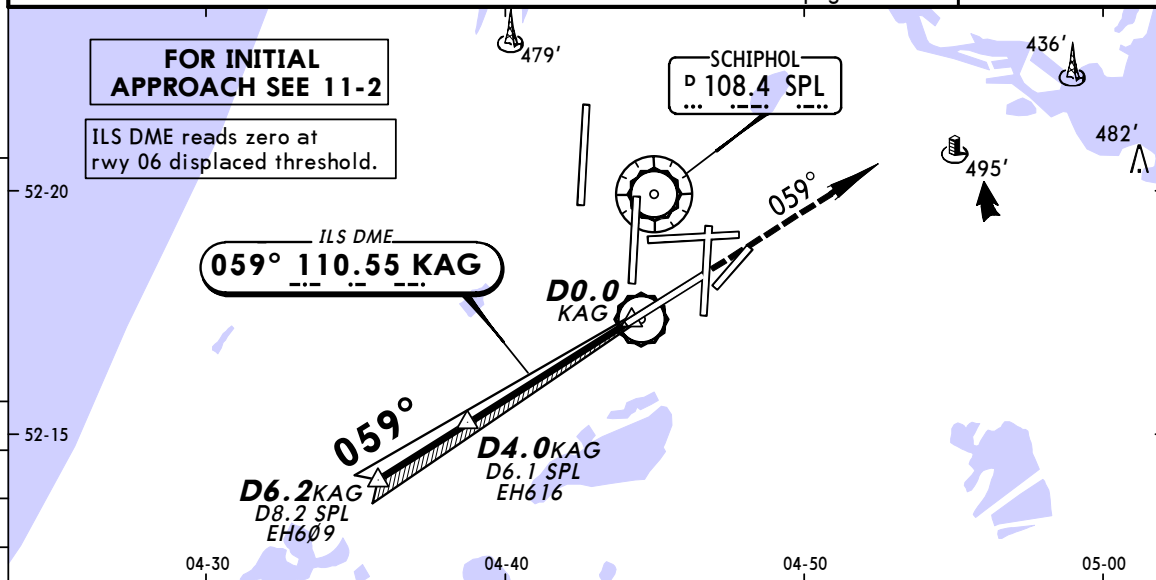 FOR INITIAL
APPROACH SEE 11-2
ILS DME reads zero at
rwy 06 displaced threshold.
479'
SCHIPHOL
D 108.4 SPL
436'
482'
495'
52-20
059°
ILS DME
059° 110.55 KAG
D0.0
KAG
059°
52-15
D4.0KAG
D6.1 SPL
EH616
D6.2KAG
D8.2 SPL
EH6Ø9
04-30
04-40
04-50
05-00